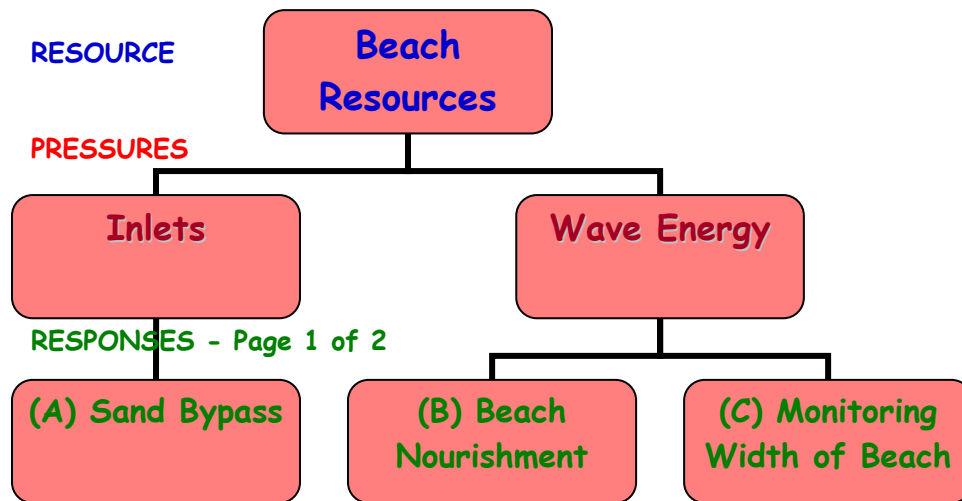 RESOURCE
Beach
Resources
PRESSURES
Inlets
Wave Energy
RESPONSES - Page 1 of 2
(A) Sand Bypass
(B) Beach
Nourishment
(C) Monitoring
Width of Beach